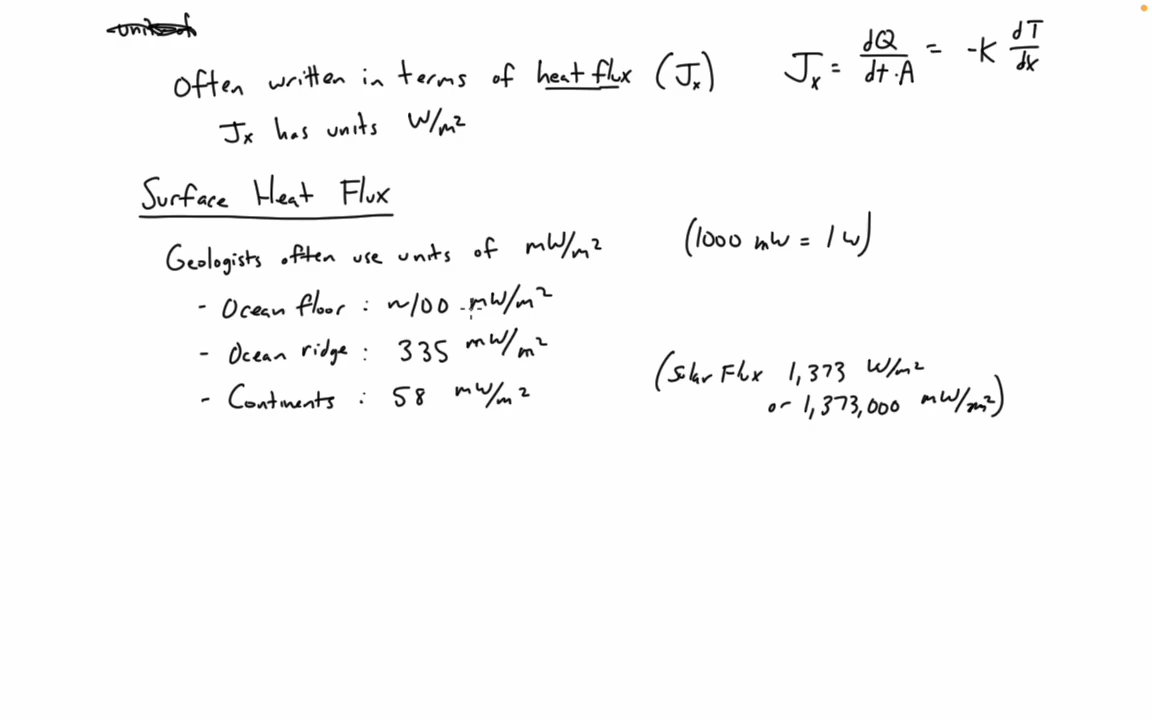 Often written in terms of heat flux (Jx) Jx = dQ/dt·A = -K dT/dx
Jx has units W/m²
Surface Heat Flux
Geologists often use units of mW/m² (1000 mW = 1 W)
- Ocean floor : ~100 mW/m²
- Ocean ridge : 335 mW/m²
(Solar Flux 1,373 W/m²
- Continents : 58 mW/m²
or 1,373,000 mW/m²)